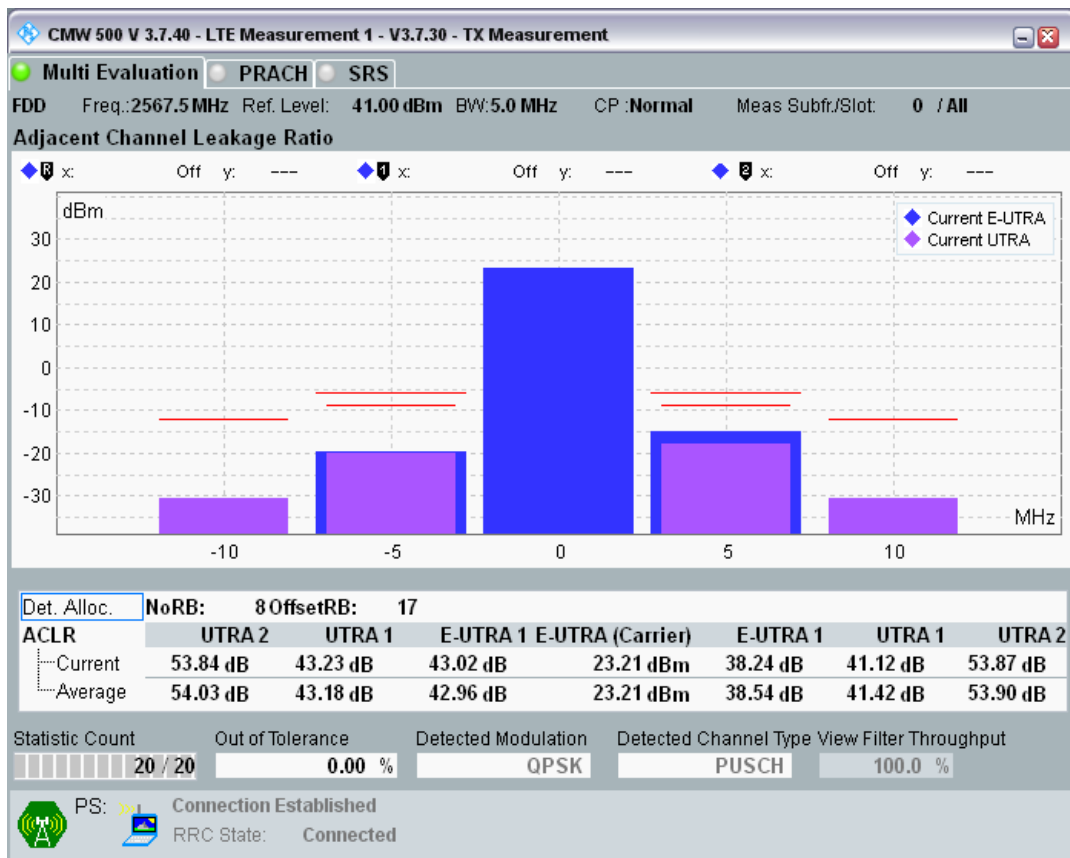 CMW 500 V 3.7.40 - LTE Measurement 1 - V3.7.30 - TX Measurement
Multi Evaluation PRACH SRS
FDD Freq.:2567.5 MHz Ref. Level: 41.00 dBm BW:5.0 MHz CP :Normal Meas Subfr./Slot: 0 / All
Adjacent Channel Leakage Ratio
R x: Off y: --- 1 x: Off y: --- 2 x: Off y: ---
dBm
Current E-UTRA
Current UTRA
30
20
10
0
-10
-20
-30
MHz
-10 -5 0 5 10
Det. Alloc. NoRB: 8 OffsetRB: 17
ACLR UTRA 2 UTRA 1 E-UTRA 1 E-UTRA (Carrier) E-UTRA 1 UTRA 1 UTRA 2
Current 53.84 dB 43.23 dB 43.02 dB 23.21 dBm 38.24 dB 41.12 dB 53.87 dB
Average 54.03 dB 43.18 dB 42.96 dB 23.21 dBm 38.54 dB 41.42 dB 53.90 dB
Statistic Count Out of Tolerance Detected Modulation Detected Channel Type View Filter Throughput
20 / 20 0.00 % QPSK PUSCH 100.0 %
PS: Connection Established
RRC State: Connected